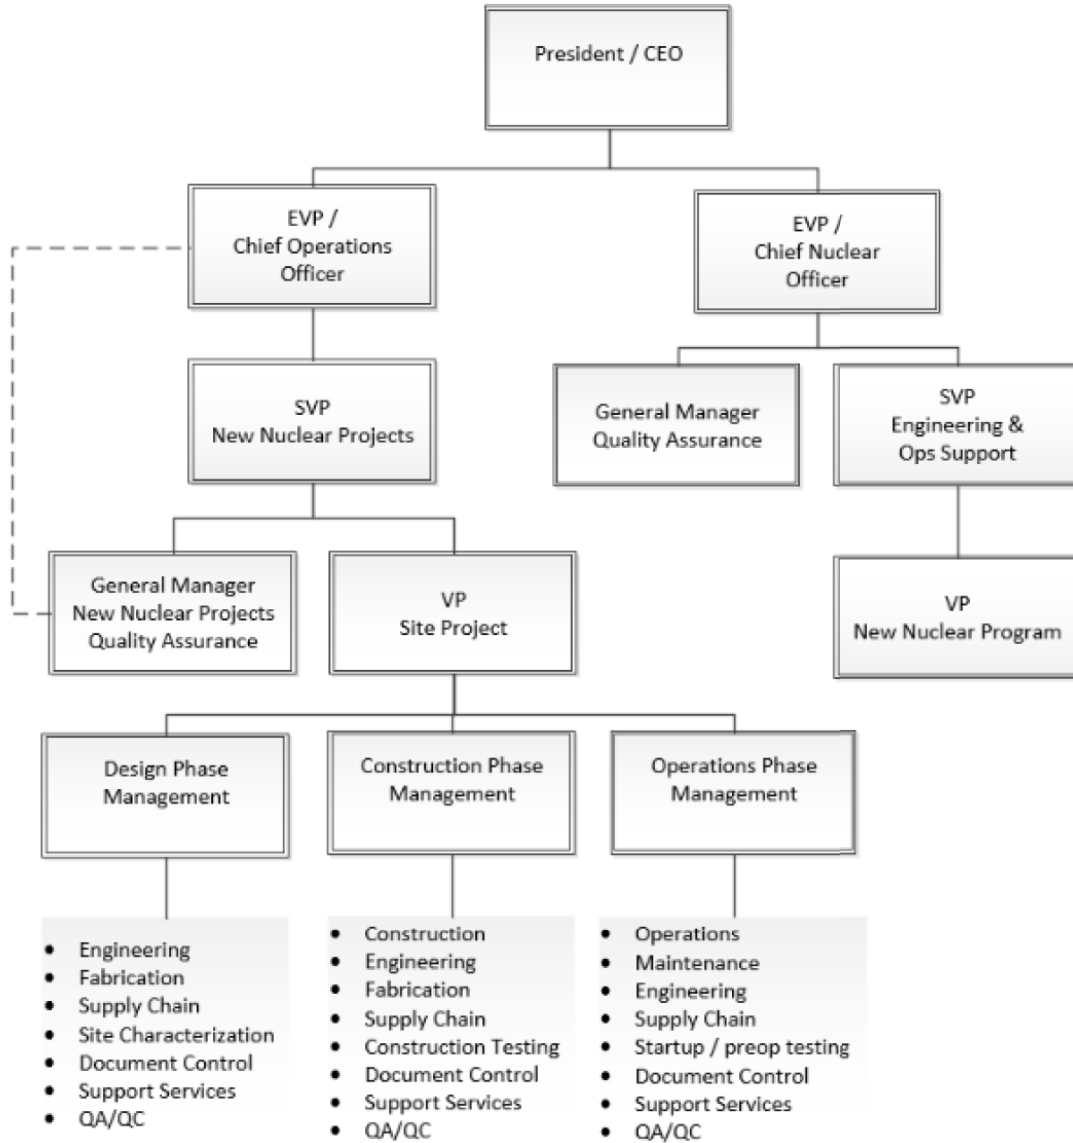 President / CEO
EVP /
Chief Operations
Officer
EVP /
Chief Nuclear
Officer
SVP
New Nuclear Projects
General Manager
Quality Assurance
SVP
Engineering &
Ops Support
General Manager
New Nuclear Projects
Quality Assurance
VP
Site Project
VP
New Nuclear Program
Design Phase
Management
Construction Phase
Management
Operations Phase
Management
• Engineering
• Fabrication
• Supply Chain
• Site Characterization
• Document Control
• Support Services
• QA/QC
• Construction
• Engineering
• Fabrication
• Supply Chain
• Construction Testing
• Document Control
• Support Services
• QA/QC
• Operations
• Maintenance
• Engineering
• Supply Chain
• Startup / preop testing
• Document Control
• Support Services
• QA/QC